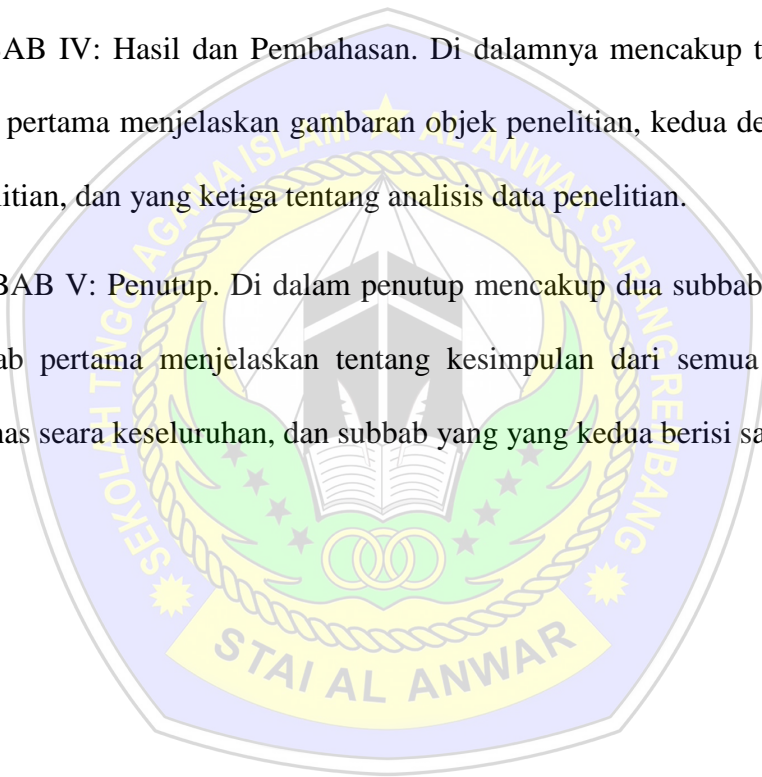 AB IV: Hasil dan Pembahasan. Di dalamnya mencakup t
pertama menjelaskan gambaran objek penelitian, kedua de
litian, dan yang ketiga tentang analisis data penelitian.
BAB V: Penutup. Di dalam penutup mencakup dua subbab
ab pertama menjelaskan tentang kesimpulan dari semua
as seara keseluruhan, dan subbab yang yang kedua berisi sa
SEKOLAH TINGGI AGAMA ISLAM ★ AL ANWAR SARANG REMBANG
STAI AL ANWAR